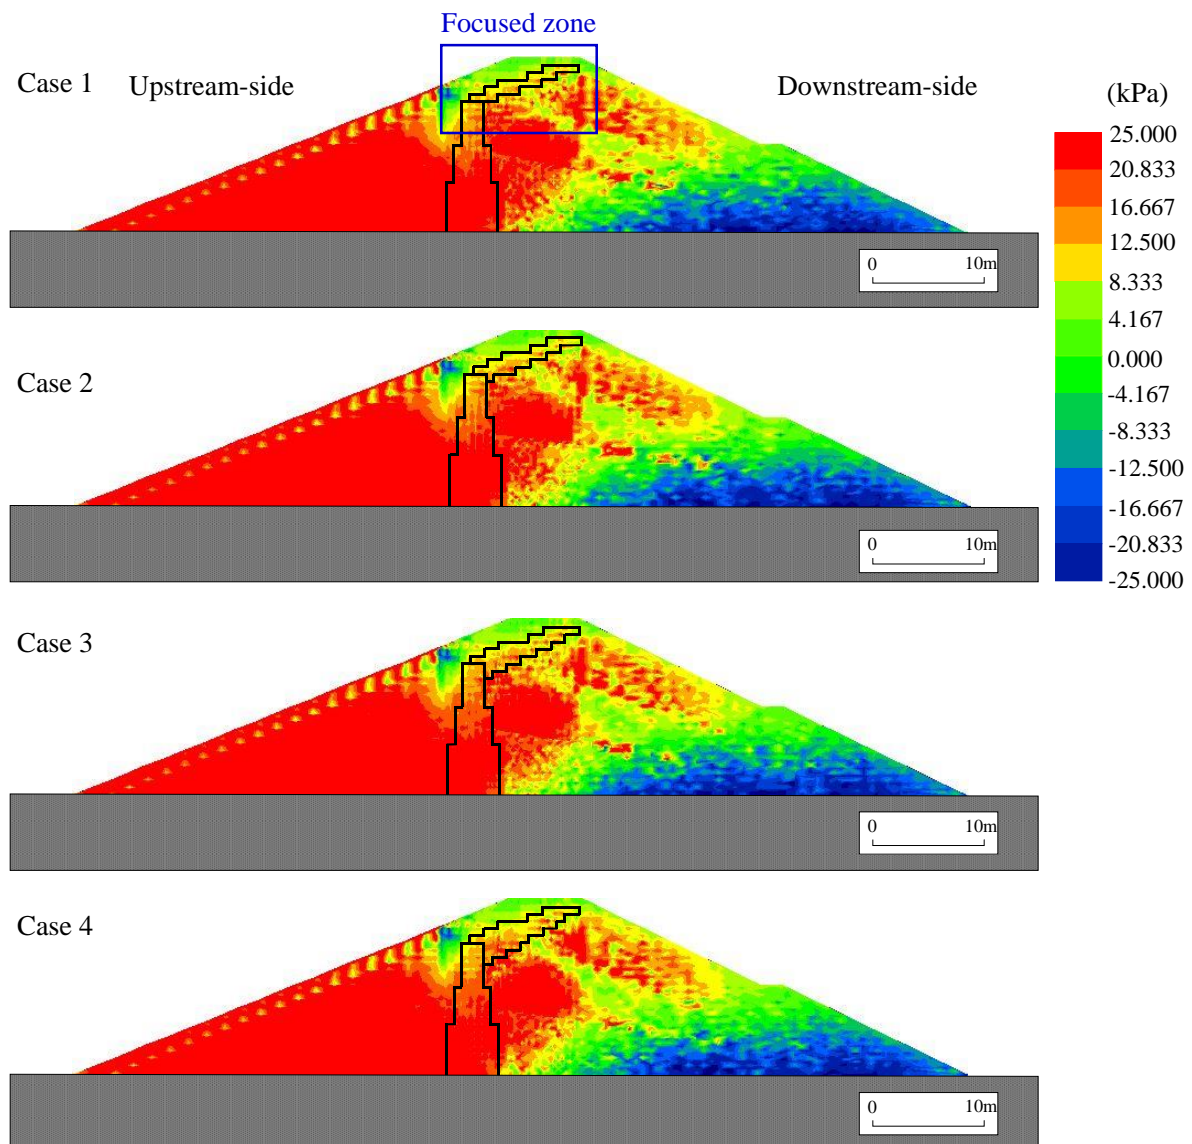 Focused zone
Case 1
Upstream-side
Downstream-side
(kPa)
25.000
20.833
16.667
12.500
8.333
4.167
0.000
-4.167
-8.333
-12.500
-16.667
-20.833
-25.000
0 10m
Case 2
0 10m
Case 3
0 10m
Case 4
0 10m